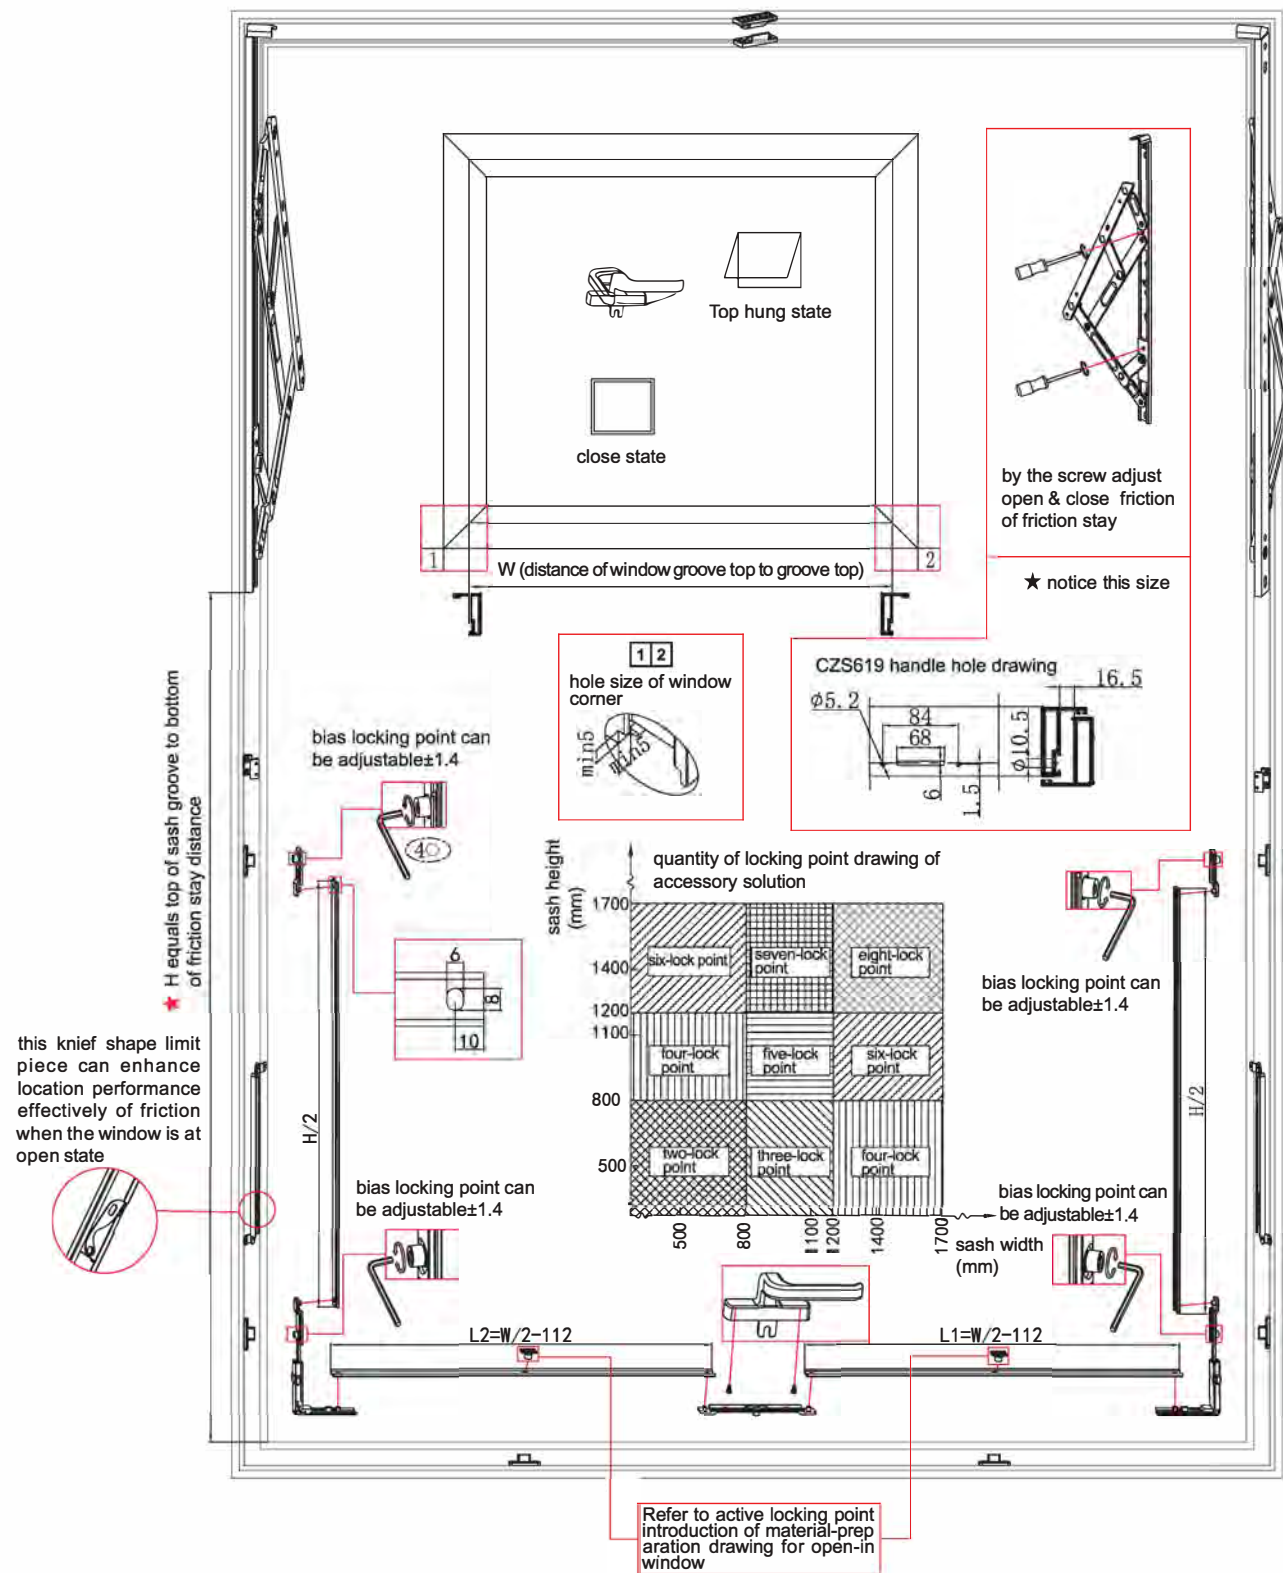 Top hung state
close state
1
2
W (distance of window groove top to groove top)
by the screw adjust
open & close friction
of friction stay
★ notice this size
1 2
hole size of window
corner
min5
min5
CZS619 handle hole drawing
16.5
ϕ5.2
84
68
ϕ10.5
6
1.5
★ H equals top of sash groove to bottom
of friction stay distance
bias locking point can
be adjustable±1.4
4
6
8
10
H/2
this knief shape limit
piece can enhance
location performance
effectively of friction
when the window is at
open state
bias locking point can
be adjustable±1.4
quantity of locking point drawing of
accessory solution
sash height
(mm)
1700
1400
1200
1100
800
500
six-lock point
seven-lock
point
eight-lock
point
four-lock
point
five-lock
point
six-lock
point
two-lock
point
three-lock
point
four-lock
point
500
800
1100
1200
1400
1700
sash width
(mm)
bias locking point can
be adjustable±1.4
H/2
bias locking point can
be adjustable±1.4
L2=W/2-112
L1=W/2-112
Refer to active locking point
introduction of material-prep
aration drawing for open-in
window